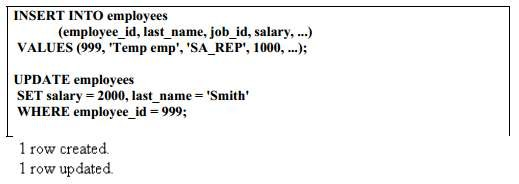 INSERT INTO employees
(employee_id, last_name, job_id, salary, ...)
VALUES (999, 'Temp emp', 'SA_REP', 1000, ...);
UPDATE employees
SET salary = 2000, last_name = 'Smith'
WHERE employee_id = 999;
1 row created.
1 row updated.